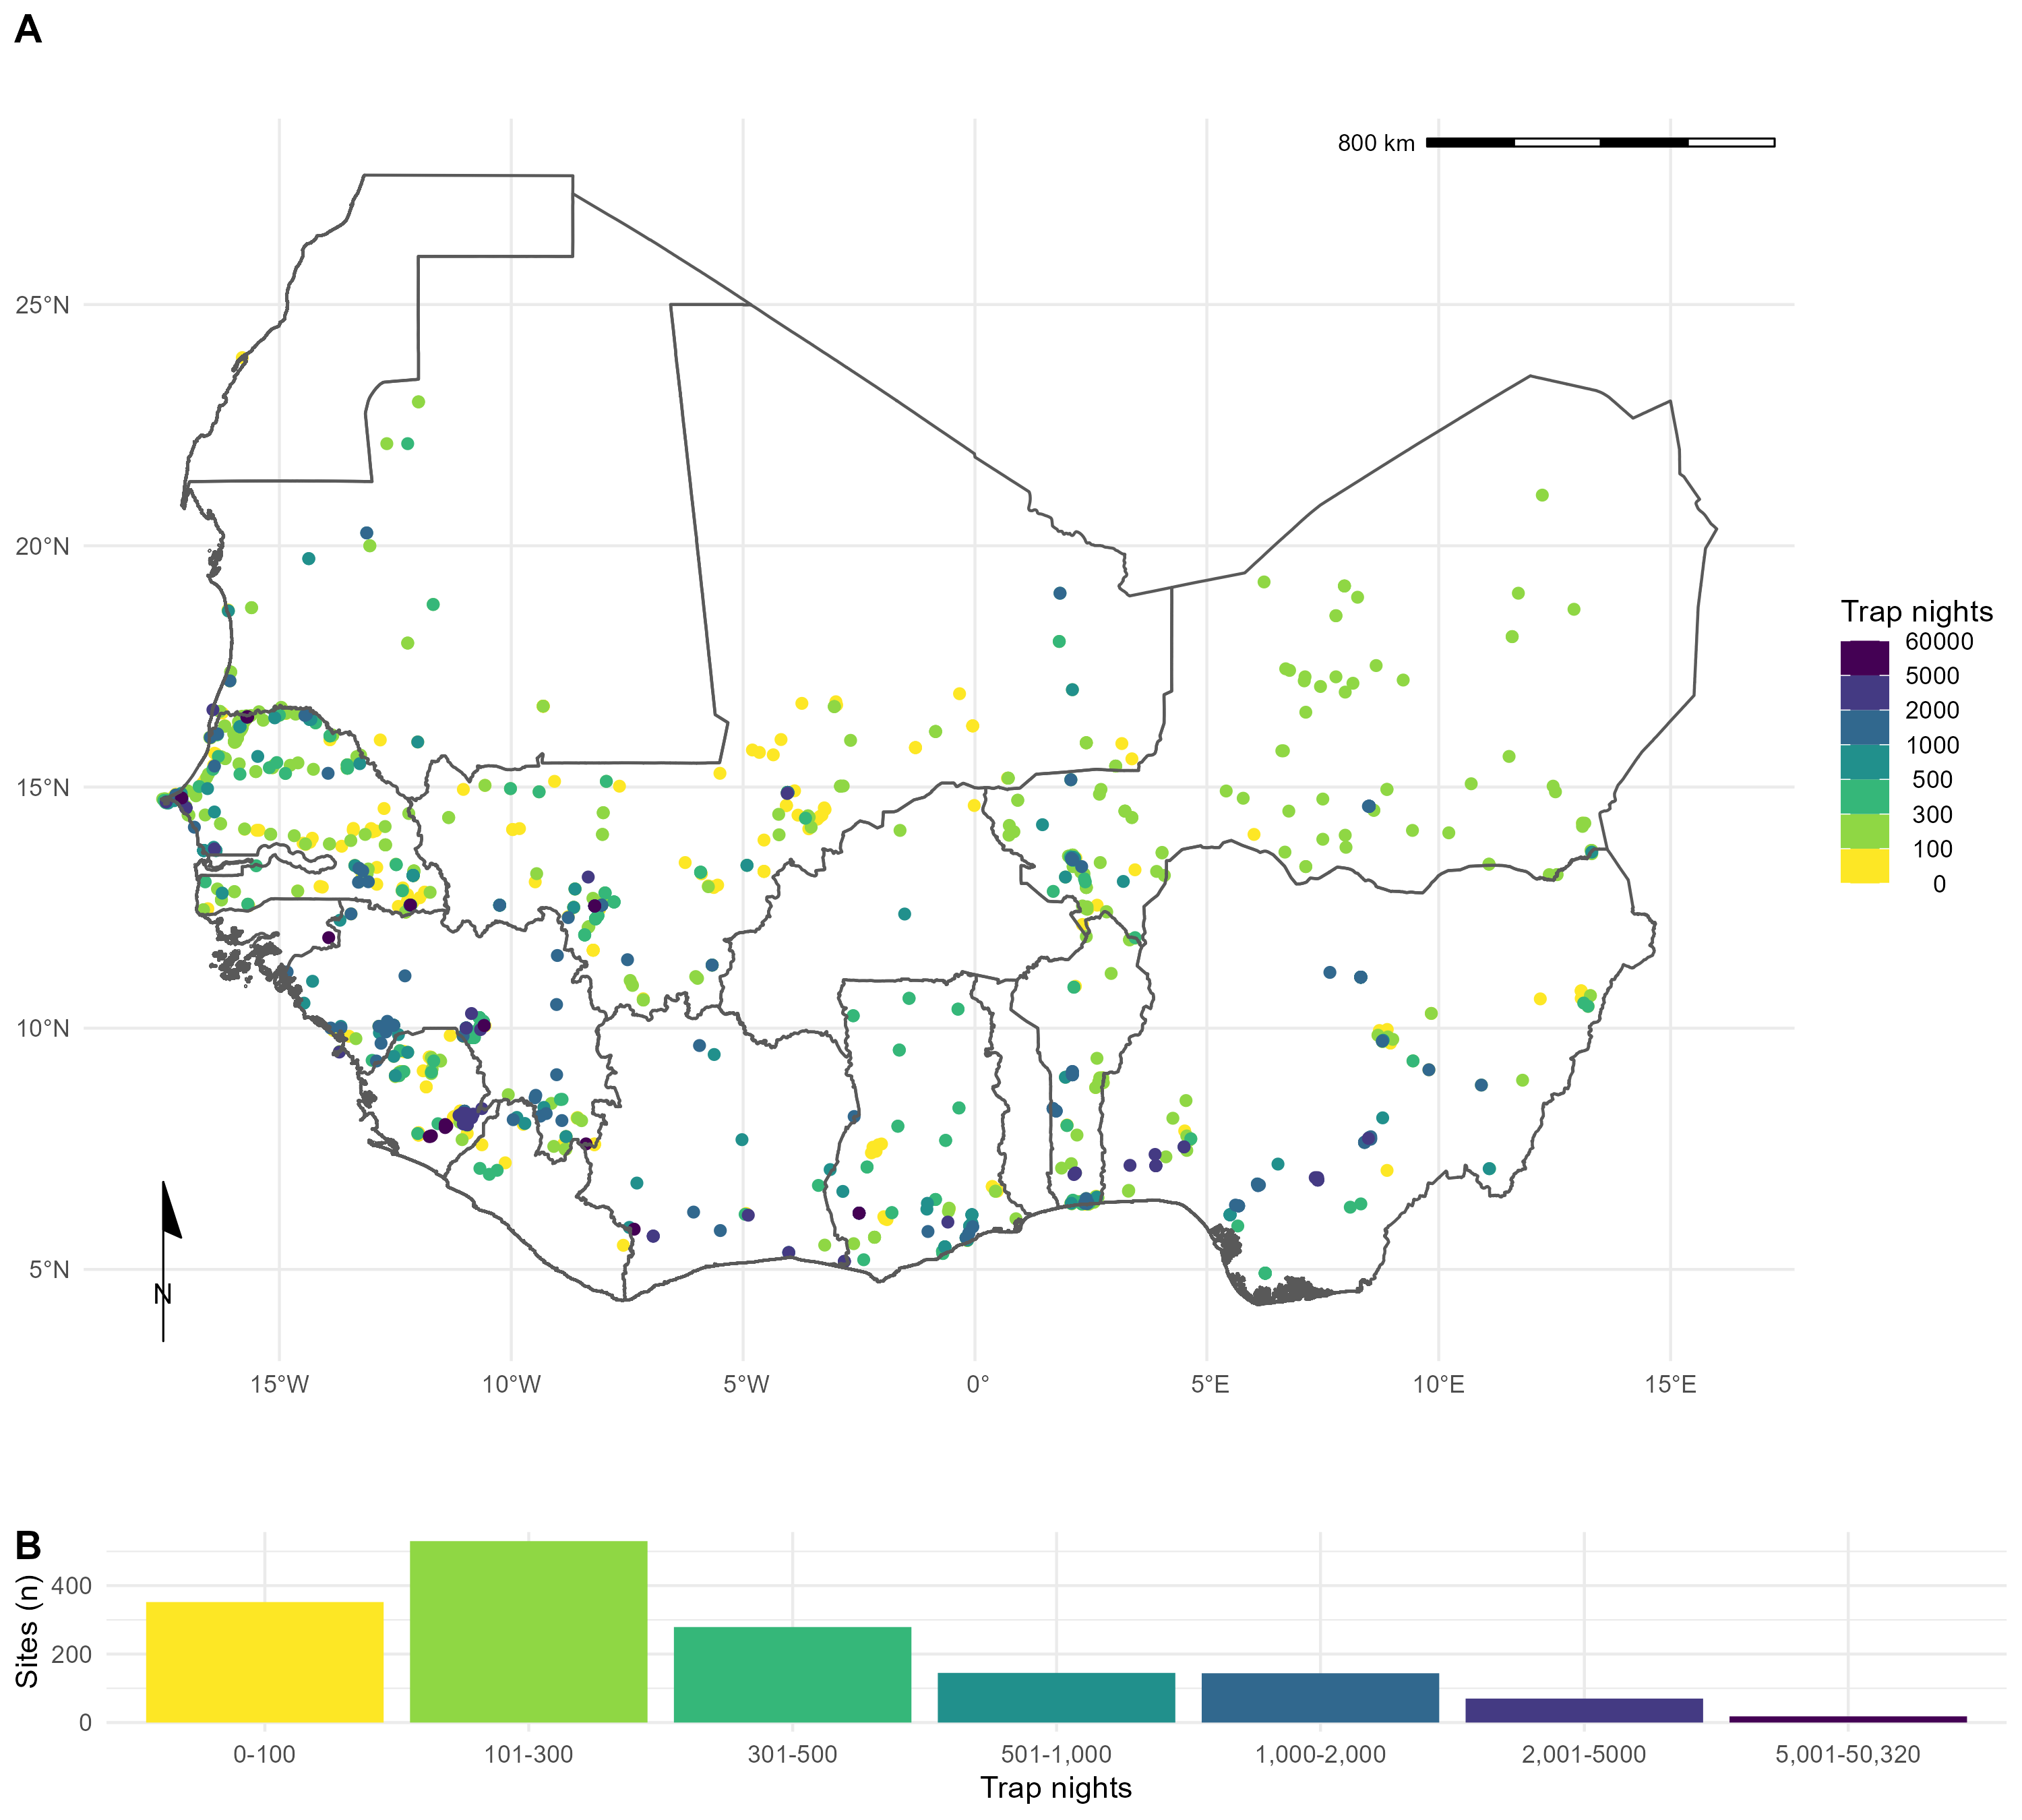 A
800 km
25°N
20°N
15°N
10°N
5°N
N
15°W
10°W
5°W
0°
5°E
10°E
15°E
Trap nights
60000
5000
2000
1000
500
300
100
0
B
Sites (n)
400
200
0
0-100
101-300
301-500
501-1,000
1,000-2,000
2,001-5000
5,001-50,320
Trap nights